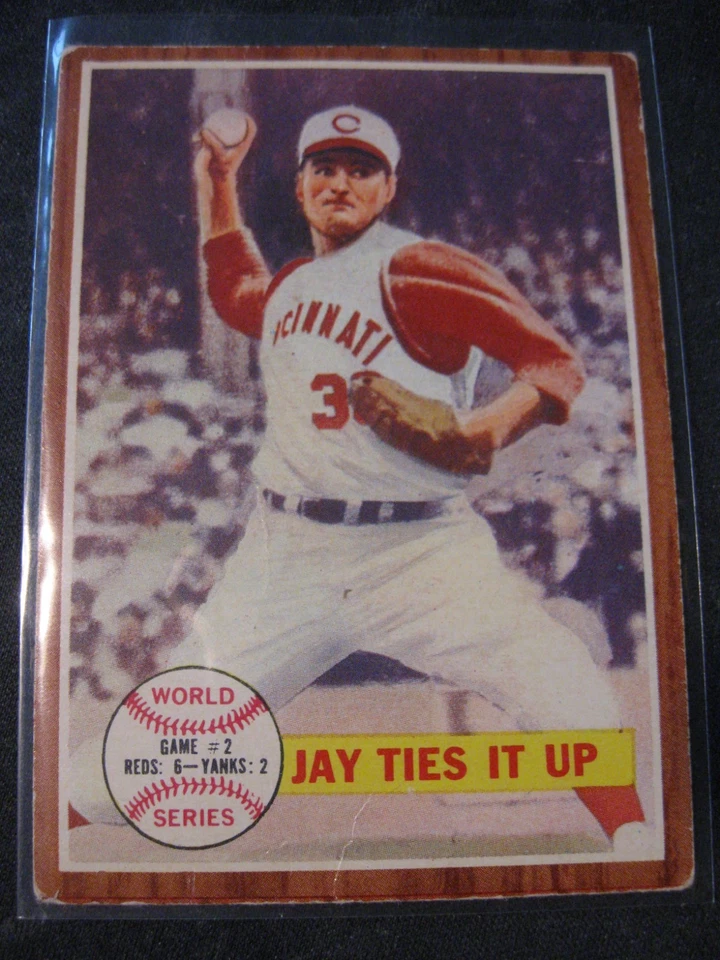 C
CINNATI
3
WORLD
GAME #2
REDS: 6—YANKS: 2
SERIES
JAY TIES IT UP